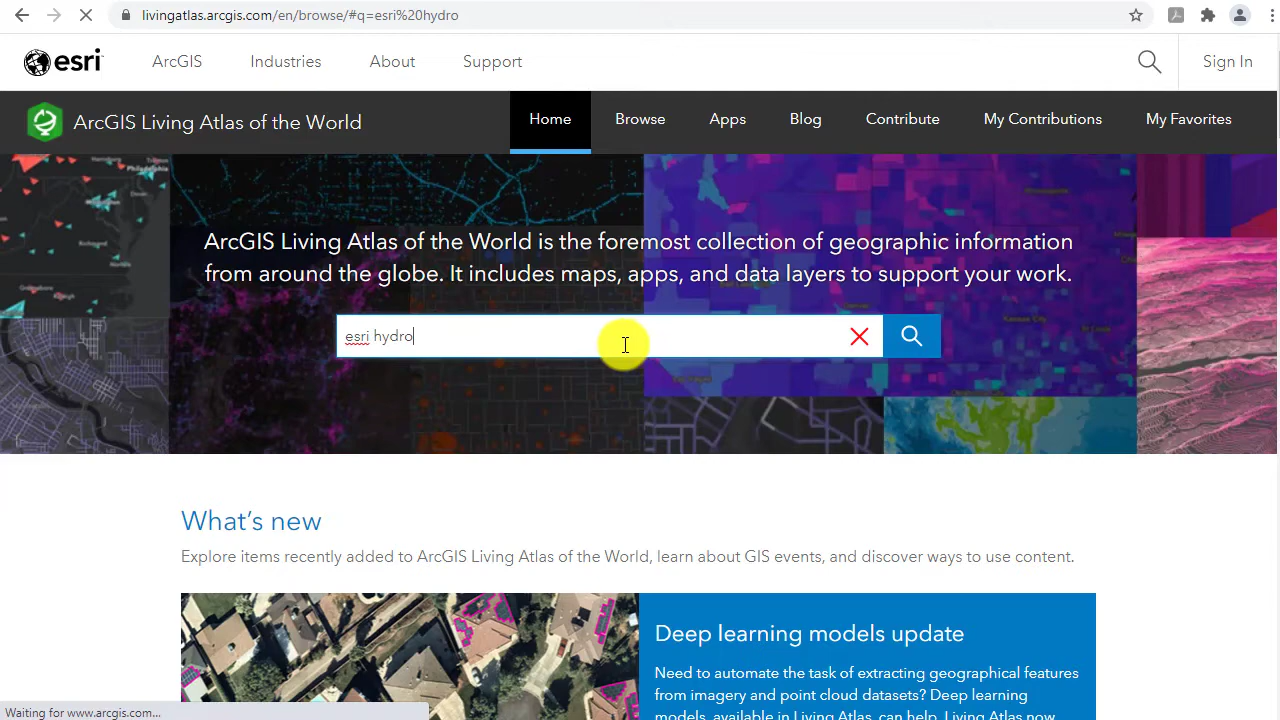 livingatlas.arcgis.com/en/browse/#q=esri%20hydro
esri ArcGIS Industries About Support Sign In
ArcGIS Living Atlas of the World Home Browse Apps Blog Contribute My Contributions My Favorites
ArcGIS Living Atlas of the World is the foremost collection of geographic information
from around the globe. It includes maps, apps, and data layers to support your work.
esri hydro
What's new
Explore items recently added to ArcGIS Living Atlas of the World, learn about GIS events, and discover ways to use content.
Deep learning models update
Need to automate the task of extracting geographical features
from imagery and point cloud datasets? Deep learning
models, available in Living Atlas, can help. Living Atlas now
Waiting for www.arcgis.com...